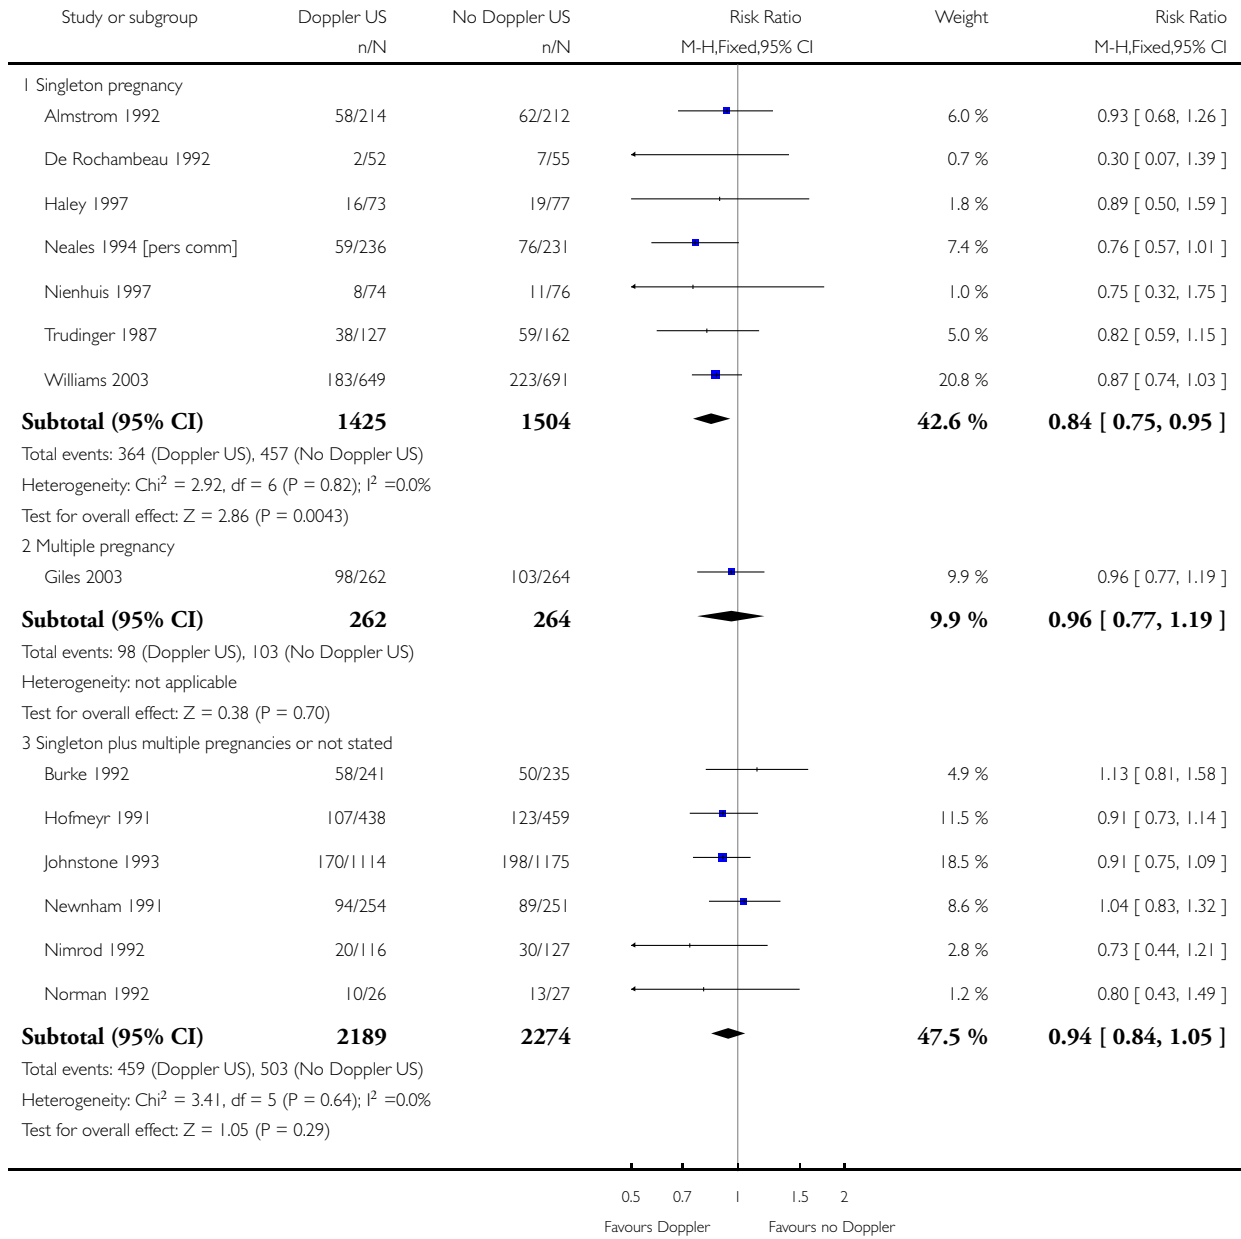 Study or subgroup Doppler US No Doppler US Risk Ratio Weight Risk Ratio
n/N n/N M-H,Fixed,95% CI M-H,Fixed,95% CI
1 Singleton pregnancy
Almstrom 1992 58/214 62/212 6.0 % 0.93 [ 0.68, 1.26 ]
De Rochambeau 1992 2/52 7/55 0.7 % 0.30 [ 0.07, 1.39 ]
Haley 1997 16/73 19/77 1.8 % 0.89 [ 0.50, 1.59 ]
Neales 1994 [pers comm] 59/236 76/231 7.4 % 0.76 [ 0.57, 1.01 ]
Nienhuis 1997 8/74 11/76 1.0 % 0.75 [ 0.32, 1.75 ]
Trudinger 1987 38/127 59/162 5.0 % 0.82 [ 0.59, 1.15 ]
Williams 2003 183/649 223/691 20.8 % 0.87 [ 0.74, 1.03 ]
Subtotal (95% CI) 1425 1504 42.6 % 0.84 [ 0.75, 0.95 ]
Total events: 364 (Doppler US), 457 (No Doppler US)
Heterogeneity: Chi² = 2.92, df = 6 (P = 0.82); I² =0.0%
Test for overall effect: Z = 2.86 (P = 0.0043)
2 Multiple pregnancy
Giles 2003 98/262 103/264 9.9 % 0.96 [ 0.77, 1.19 ]
Subtotal (95% CI) 262 264 9.9 % 0.96 [ 0.77, 1.19 ]
Total events: 98 (Doppler US), 103 (No Doppler US)
Heterogeneity: not applicable
Test for overall effect: Z = 0.38 (P = 0.70)
3 Singleton plus multiple pregnancies or not stated
Burke 1992 58/241 50/235 4.9 % 1.13 [ 0.81, 1.58 ]
Hofmeyr 1991 107/438 123/459 11.5 % 0.91 [ 0.73, 1.14 ]
Johnstone 1993 170/1114 198/1175 18.5 % 0.91 [ 0.75, 1.09 ]
Newnham 1991 94/254 89/251 8.6 % 1.04 [ 0.83, 1.32 ]
Nimrod 1992 20/116 30/127 2.8 % 0.73 [ 0.44, 1.21 ]
Norman 1992 10/26 13/27 1.2 % 0.80 [ 0.43, 1.49 ]
Subtotal (95% CI) 2189 2274 47.5 % 0.94 [ 0.84, 1.05 ]
Total events: 459 (Doppler US), 503 (No Doppler US)
Heterogeneity: Chi² = 3.41, df = 5 (P = 0.64); I² =0.0%
Test for overall effect: Z = 1.05 (P = 0.29)
0.5 0.7 1 1.5 2
Favours Doppler Favours no Doppler